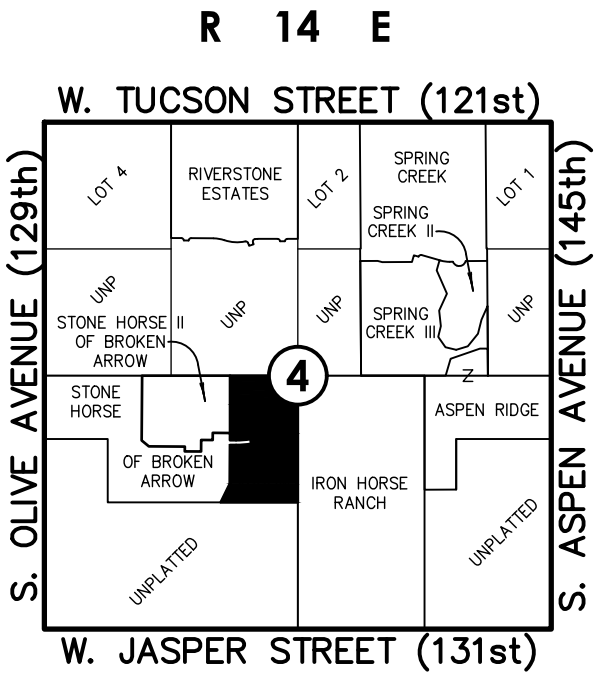 R 14 E
W. TUCSON STREET (121st)
S. OLIVE AVENUE (129th)
S. ASPEN AVENUE (145th)
LOT 4
RIVERSTONE
ESTATES
LOT 2
SPRING
CREEK
LOT 1
SPRING
CREEK II
UNP
UNP
UNP
SPRING
CREEK III
UNP
STONE HORSE II
OF BROKEN
ARROW
4
Z
STONE
HORSE
ASPEN RIDGE
OF BROKEN
ARROW
IRON HORSE
RANCH
UNPLATTED
UNPLATTED
W. JASPER STREET (131st)